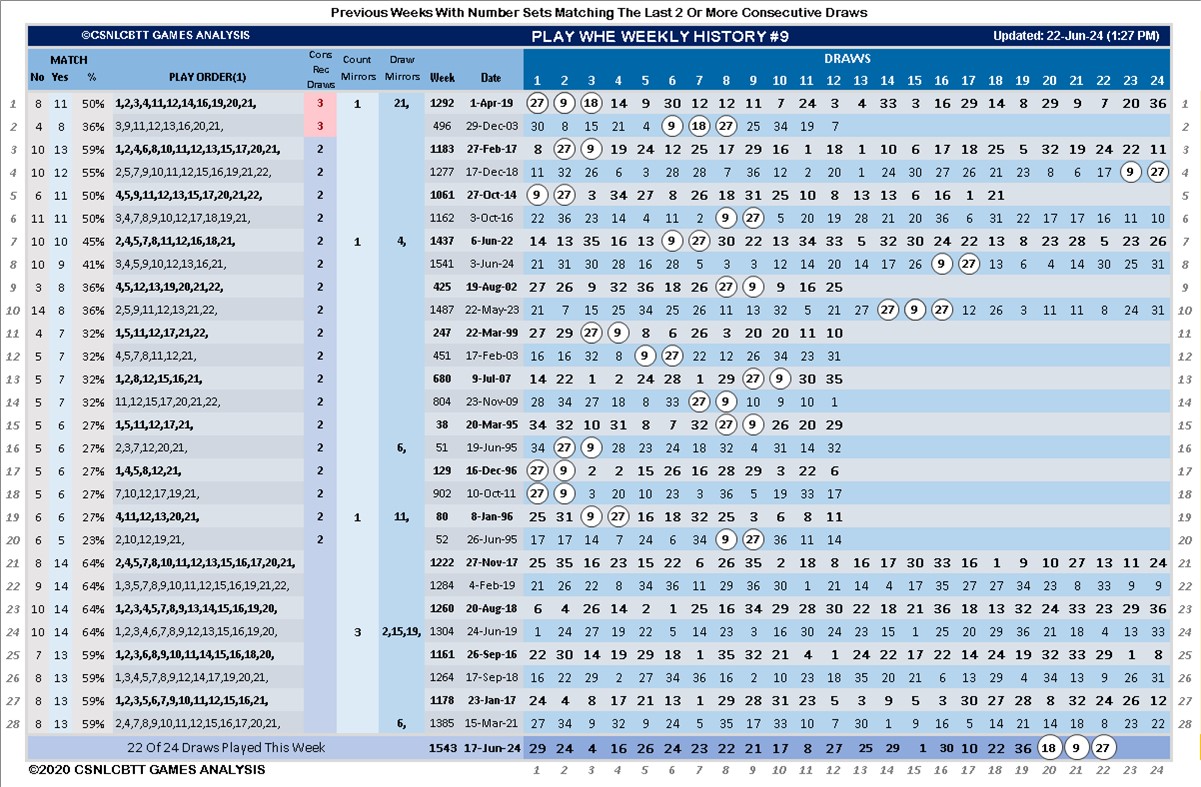 Previous Weeks With Number Sets Matching The Last 2 Or More Consecutive Draws
©CSNLCBTT GAMES ANALYSIS PLAY WHE WEEKLY HISTORY #9 Updated: 22-Jun-24 (1:27 PM)
MATCH Cons Rec Draws Count Mirrors Draw Mirrors DRAWS
No Yes % PLAY ORDER(1) Week Date 1 2 3 4 5 6 7 8 9 10 11 12 13 14 15 16 17 18 19 20 21 22 23 24
1 8 11 50% 1,2,3,4,11,12,14,16,19,20,21, 3 1 21, 1292 1-Apr-19 27 9 18 14 9 30 12 12 11 7 24 3 4 33 3 16 29 14 8 29 9 7 20 36 1
2 4 8 36% 3,9,11,12,13,16,20,21, 3 496 29-Dec-03 30 8 15 21 4 9 18 27 25 34 19 7 2
3 10 13 59% 1,2,4,6,8,10,11,12,13,15,17,20,21, 2 1183 27-Feb-17 8 27 9 19 24 12 25 17 29 16 1 18 1 10 6 17 18 25 5 32 19 24 22 11 3
4 10 12 55% 2,5,7,9,10,11,12,15,16,19,21,22, 2 1277 17-Dec-18 11 32 26 6 3 28 28 7 36 12 2 20 1 24 30 27 26 21 23 8 6 17 9 27 4
5 6 11 50% 4,5,9,11,12,13,15,17,20,21,22, 2 1061 27-Oct-14 9 27 3 34 27 8 26 18 31 25 10 8 13 13 6 16 1 21 5
6 11 11 50% 3,4,7,8,9,10,12,17,18,19,21, 2 1162 3-Oct-16 22 36 23 14 4 11 2 9 27 5 20 19 28 21 20 36 6 31 22 17 17 16 11 10 6
7 10 10 45% 2,4,5,7,8,11,12,16,18,21, 2 1 4, 1437 6-Jun-22 14 13 35 16 13 9 27 30 22 13 34 33 5 32 30 24 22 13 8 23 28 5 23 26 7
8 10 9 41% 3,4,5,9,10,12,13,16,21, 2 1541 3-Jun-24 21 31 30 28 16 28 5 3 3 12 14 20 14 17 26 9 27 13 6 4 14 30 25 31 8
9 3 8 36% 4,5,12,13,19,20,21,22, 2 425 19-Aug-02 27 26 9 32 36 18 26 27 9 9 16 25 9
10 14 8 36% 2,5,9,11,12,13,21,22, 2 1487 22-May-23 21 7 15 25 34 25 26 11 13 32 5 21 27 27 9 27 12 26 3 11 11 8 24 31 10
11 4 7 32% 1,5,11,12,17,21,22, 2 247 22-Mar-99 27 29 27 9 8 6 26 3 20 20 11 10 11
12 5 7 32% 4,5,7,8,11,12,21, 2 451 17-Feb-03 16 16 32 8 9 27 22 12 26 34 23 31 12
13 5 7 32% 1,2,8,12,15,16,21, 2 680 9-Jul-07 14 22 1 2 24 28 1 29 27 9 30 35 13
14 5 7 32% 11,12,15,17,20,21,22, 2 804 23-Nov-09 28 34 27 18 8 33 27 9 10 9 10 1 14
15 5 6 27% 1,5,11,12,17,21, 2 38 20-Mar-95 34 32 10 31 8 7 32 27 9 26 20 29 15
16 5 6 27% 2,3,7,12,20,21, 2 6, 51 19-Jun-95 34 27 9 28 23 24 18 32 4 31 14 32 16
17 5 6 27% 1,4,5,8,12,21, 2 129 16-Dec-96 27 9 2 2 15 26 16 28 29 3 22 6 17
18 5 6 27% 7,10,12,17,19,21, 2 902 10-Oct-11 27 9 3 20 10 23 3 36 5 19 33 17 18
19 6 6 27% 4,11,12,13,20,21, 2 1 11, 80 8-Jan-96 25 31 9 27 16 18 32 25 3 6 8 11 19
20 6 5 23% 2,10,12,19,21, 2 52 26-Jun-95 17 17 14 7 24 6 34 9 27 36 11 14 20
21 8 14 64% 2,4,5,7,8,10,11,12,13,15,16,17,20,21, 1222 27-Nov-17 25 35 16 23 15 22 6 26 35 2 18 8 16 17 30 33 16 1 9 10 27 13 11 24 21
22 9 14 64% 1,3,5,7,8,9,10,11,12,15,16,19,21,22, 1284 4-Feb-19 21 26 22 8 34 36 11 29 36 30 1 21 14 4 17 35 27 27 34 23 8 33 9 9 22
23 10 14 64% 1,2,3,4,5,7,8,9,13,14,15,16,19,20, 1260 20-Aug-18 6 4 26 14 2 1 25 16 34 29 28 30 22 18 21 36 18 13 32 24 33 23 29 36 23
24 10 14 64% 1,2,3,4,6,7,8,9,12,13,15,16,19,20, 3 2,15,19, 1304 24-Jun-19 1 24 27 19 22 5 14 23 3 16 30 24 23 15 1 25 20 29 36 21 18 4 13 33 24
25 7 13 59% 1,2,3,6,8,9,10,11,14,15,16,18,20, 1161 26-Sep-16 22 30 14 19 29 18 1 35 32 21 4 1 24 22 17 22 14 24 19 32 33 29 1 8 25
26 8 13 59% 1,3,4,5,7,8,9,12,14,17,19,20,21, 1264 17-Sep-18 16 22 29 2 27 34 36 16 2 10 23 18 35 20 21 6 13 29 4 34 13 9 26 31 26
27 8 13 59% 1,2,3,5,6,7,9,10,11,12,15,16,21, 1178 23-Jan-17 24 4 8 17 21 13 1 29 28 31 23 5 3 9 5 3 30 27 28 8 32 24 26 12 27
28 8 13 59% 2,4,7,8,9,10,11,12,15,16,17,20,21, 6, 1385 15-Mar-21 27 34 9 32 9 24 5 35 17 33 10 7 30 1 9 16 5 14 21 14 28 8 23 22 28
22 Of 24 Draws Played This Week 1543 17-Jun-24 29 24 4 16 26 24 23 22 21 17 8 27 25 29 1 30 10 22 36 18 9 27
©2020 CSNLCBTT GAMES ANALYSIS 1 2 3 4 5 6 7 8 9 10 11 12 13 14 15 16 17 18 19 20 21 22 23 24